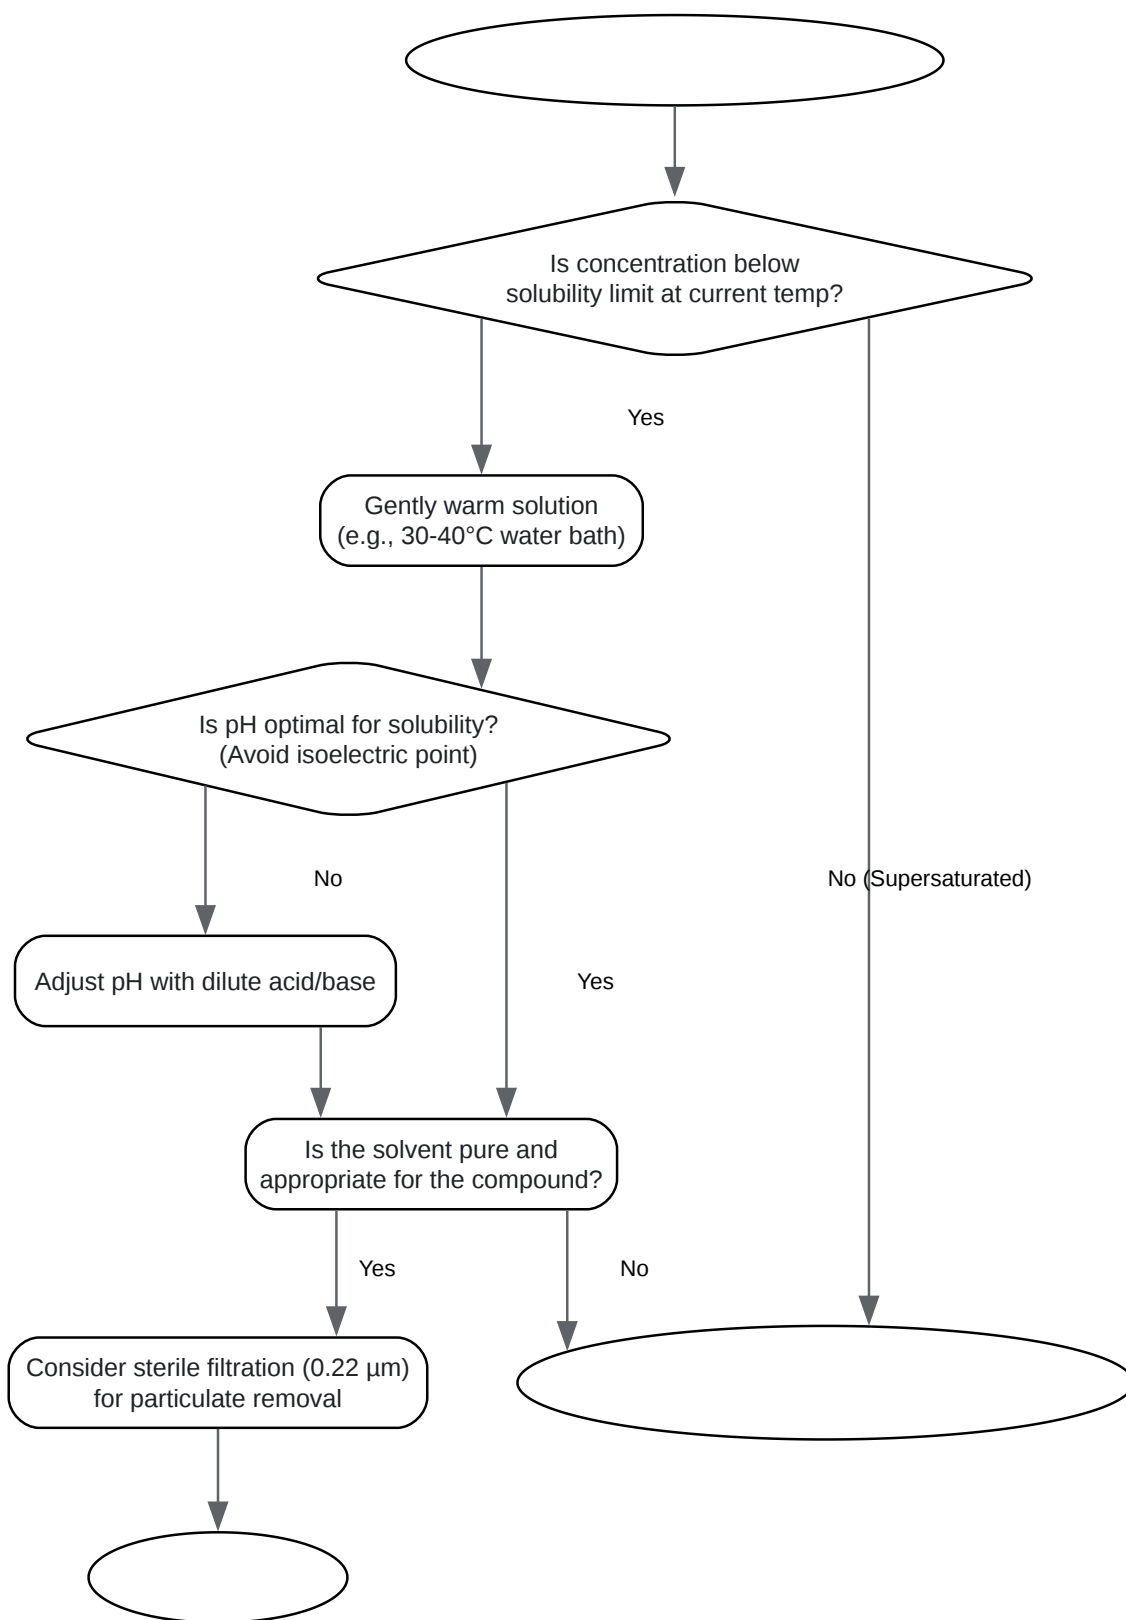 Is concentration below
solubility limit at current temp?
Yes
Gently warm solution
(e.g., 30-40°C water bath)
Is pH optimal for solubility?
(Avoid isoelectric point)
No
No (Supersaturated)
Adjust pH with dilute acid/base
Yes
Is the solvent pure and
appropriate for the compound?
Yes
No
Consider sterile filtration (0.22 µm)
for particulate removal